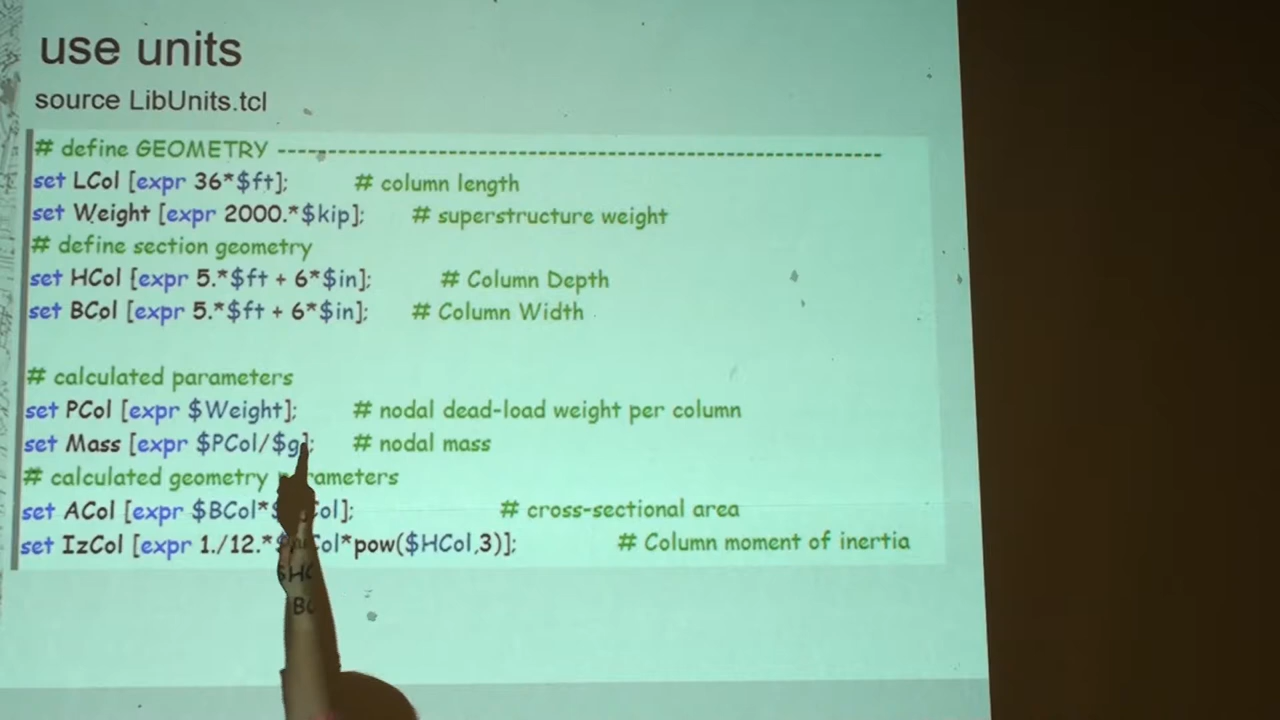 use units
source LibUnits.tcl
# define GEOMETRY -----------------------------------------------------------------------
set LCol [expr 36*$ft]; # column length
set Weight [expr 2000.*$kip]; # superstructure weight
# define section geometry
set HCol [expr 5.*$ft + 6*$in]; # Column Depth
set BCol [expr 5.*$ft + 6*$in]; # Column Width
# calculated parameters
set PCol [expr $Weight]; # nodal dead-load weight per column
set Mass [expr $PCol/$g]; # nodal mass
# calculated geometry parameters
set ACol [expr $BCol*$HCol]; # cross-sectional area
set IzCol [expr 1./12.*$BCol*pow($HCol,3)]; # Column moment of inertia